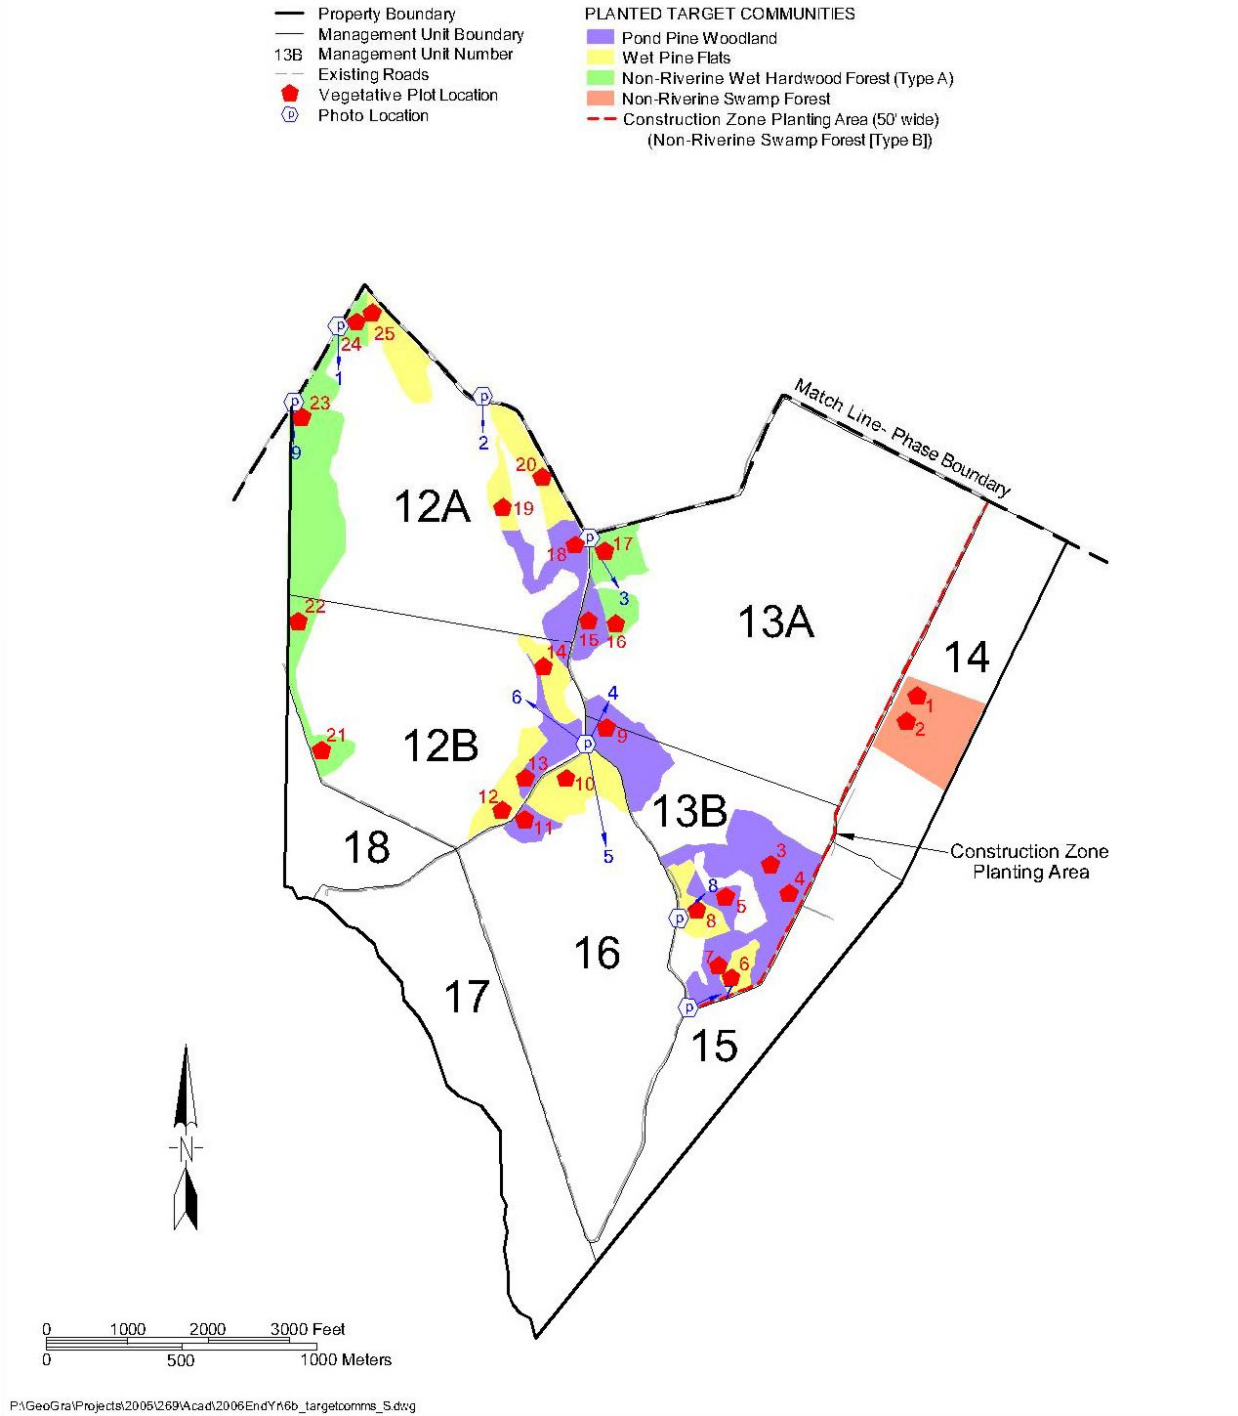 Property Boundary
Management Unit Boundary
13B Management Unit Number
Existing Roads
Vegetative Plot Location
p Photo Location
PLANTED TARGET COMMUNITIES
Pond Pine Woodland
Wet Pine Flats
Non-Riverine Wet Hardwood Forest (Type A)
Non-Riverine Swamp Forest
Construction Zone Planting Area (50' wide)
(Non-Riverine Swamp Forest [Type B])
p
25
24
1
p
23
9
p
2
Match Line- Phase Boundary
20
12A
19
p
18
17
3
22
15
16
13A
14
14
6
4
1
2
p
9
21
12B
13
10
12
11
13B
18
5
3
Construction Zone
Planting Area
4
8
5
p
8
16
7
6
7
17
p
15
N
0 1000 2000 3000 Feet
0 500 1000 Meters
P:\GeoGra\Projects\2005\269\Acad\2006EndYr\6b_targetcomms_S.dwg